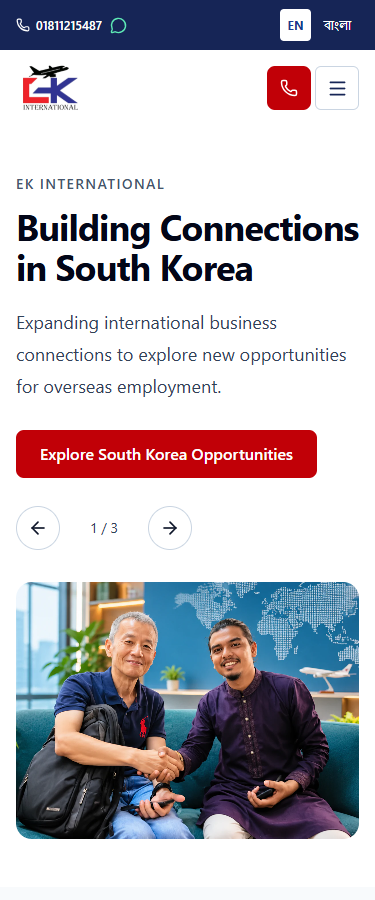 01811215487
EN
বাংলা
EK
INTERNATIONAL
EK INTERNATIONAL
Building Connections
in South Korea
Expanding international business
connections to explore new opportunities
for overseas employment.
Explore South Korea Opportunities
1 / 3